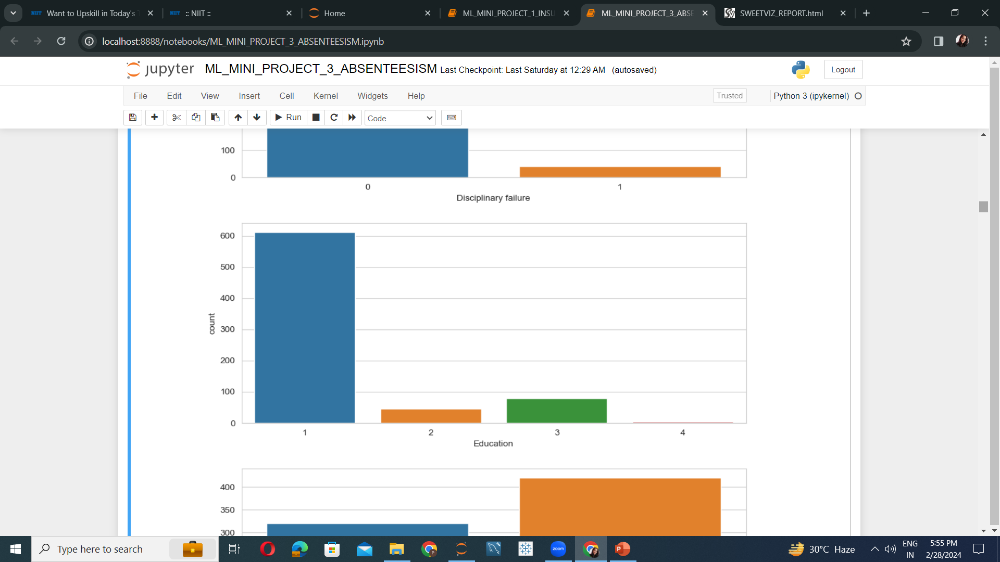 Want to Upskill in Today's
:: NIIT ::
Home
ML_MINI_PROJECT_1_INSU
ML_MINI_PROJECT_3_ABSE
SWEETVIZ_REPORT.html
localhost:8888/notebooks/ML_MINI_PROJECT_3_ABSENTEESISM.ipynb
jupyter ML_MINI_PROJECT_3_ABSENTEESISM Last Checkpoint: Last Saturday at 12:29 AM (autosaved)
Logout
File Edit View Insert Cell Kernel Widgets Help
Trusted
Python 3 (ipykernel)
Run
Code
100
0
0 1
Disciplinary failure
600
500
400
300
200
100
0
count
1 2 3 4
Education
400
350
300
Type here to search
zoom
30°C Haze
ENG
IN
5:55 PM
2/28/2024